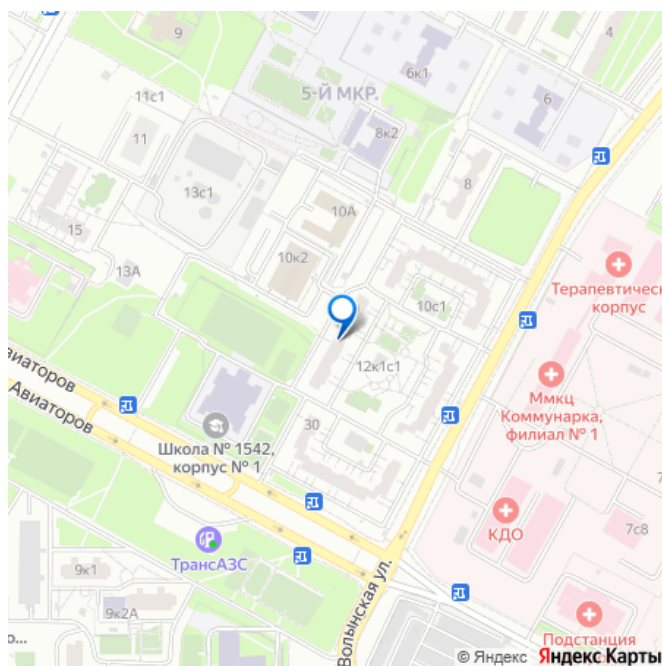 9
4
6к1
5-Й МКР.
6
11с1
8к2
11
8
13с1
10А
15
10к2
13А
Терапевтическ
корпус
10с1
12к1с1
Авиаторов
Ммкц
Коммунарка,
филиал № 1
Авиаторов
30
Школа № 1542,
корпус № 1
КДО
7с8
ТрансАЗС
9к1
9к2А
Волынская ул.
Подстанция
© Яндекс Яндекс Карты